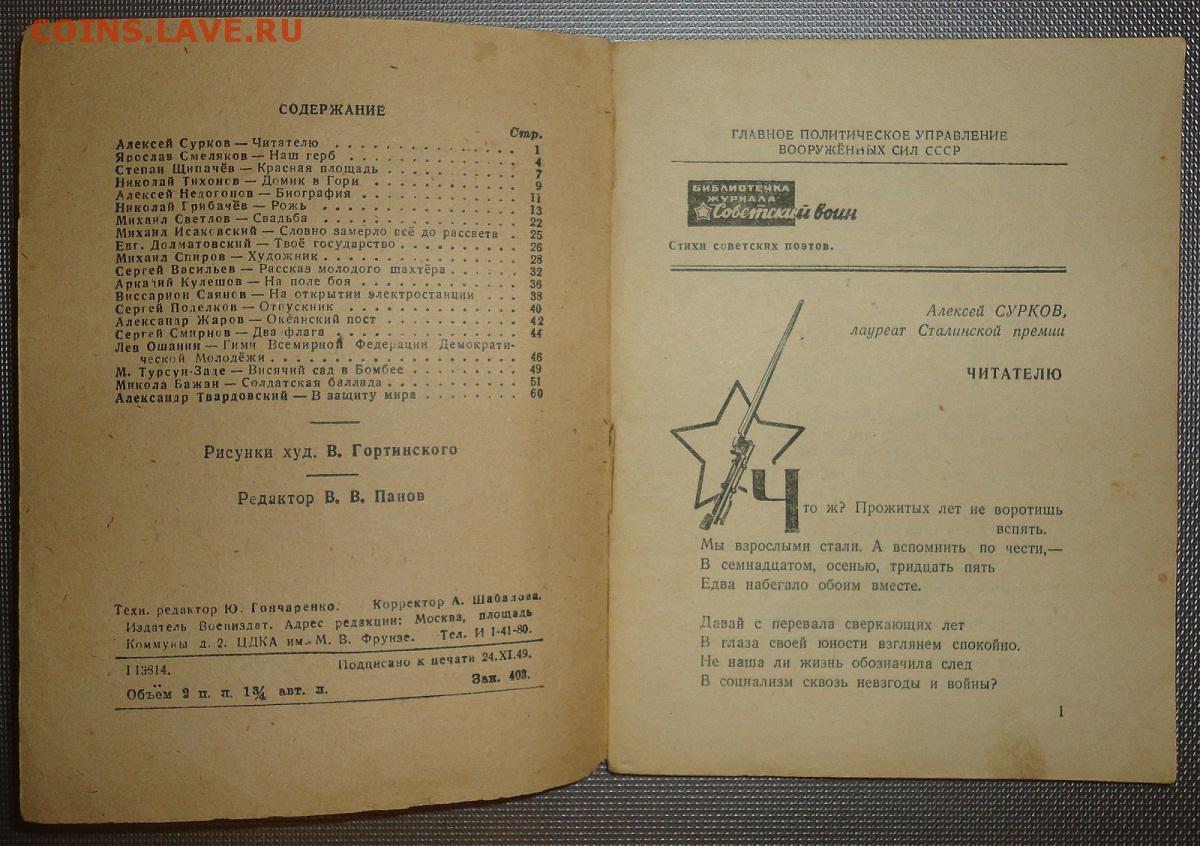 COINS.LAVE.RU
СОДЕРЖАНИЕ
Стр.
Алексей Сурков — Читателю . . . . . . . . . . . . 1
Ярослав Смеляков — Наш герб . . . . . . . . . . . 4
Степан Щипачёв — Красная площадь . . . . . . . . 7
Николай Тихонов — Домик в Гори . . . . . . . . . 9
Алексей Недогонов — Биография . . . . . . . . . . 11
Николай Грибачёв — Рожь . . . . . . . . . . . . . 13
Михаил Светлов — Свадьба . . . . . . . . . . . . 22
Михаил Исаковский — Словно замерло всё до рассвета . 25
Евг. Долматовский — Твоё государство . . . . . . . 26
Михаил Спиров — Художник . . . . . . . . . . . . 28
Сергей Васильев — Рассказ молодого шахтёра . . . . 32
Аркадий Кулешов — На поле боя . . . . . . . . . . 36
Виссарион Саянов — На открытии электростанции . . . 38
Сергей Поделков — Отпускник . . . . . . . . . . . 40
Александр Жаров — Океанский пост . . . . . . . . 42
Сергей Смирнов — Два флага . . . . . . . . . . . 44
Лев Ошанин — Гимн Всемирной Федерации Демократи-
ческой Молодёжи . . . . . . . . . . . . . . . 46
М. Турсун-Заде — Висячий сад в Бомбее . . . . . . 49
Микола Бажан — Солдатская баллада . . . . . . . . 51
Александр Твардовский — В защиту мира . . . . . . 60
Рисунки худ. В. Гортинского
Редактор В. В. Панов
Техн. редактор Ю. Гончаренко. Корректор А. Шабалова.
Издатель Воениздат. Адрес редакции: Москва, площадь
Коммуны д. 2. ЦДКА им. М. В. Фрунзе. Тел. И 1-41-80.
Г13814. Подписано к печати 24.XI.49.
Объём 2 п. л. 1¾ авт. л. Зак. 403.
ГЛАВНОЕ ПОЛИТИЧЕСКОЕ УПРАВЛЕНИЕ
ВООРУЖЁННЫХ СИЛ СССР
БИБЛИОТЕЧКА
ЖУРНАЛА
Советский воин
Стихи советских поэтов.
Алексей СУРКОВ,
лауреат Сталинской премии
ЧИТАТЕЛЮ
Что ж? Прожитых лет не воротишь
вспять.
Мы взрослыми стали. А вспомнить по чести,—
В семнадцатом, осенью, тридцать пять
Едва набегало обоим вместе.
Давай с перевала сверкающих лет
В глаза своей юности взглянем спокойно.
Не наша ли жизнь обозначила след
В социализм сквозь невзгоды и войны?
1